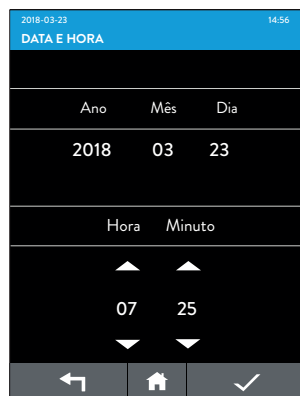 2018-03-23 14:56
DATA E HORA
Ano Mês Dia
2018 03 23
Hora Minuto
07 25